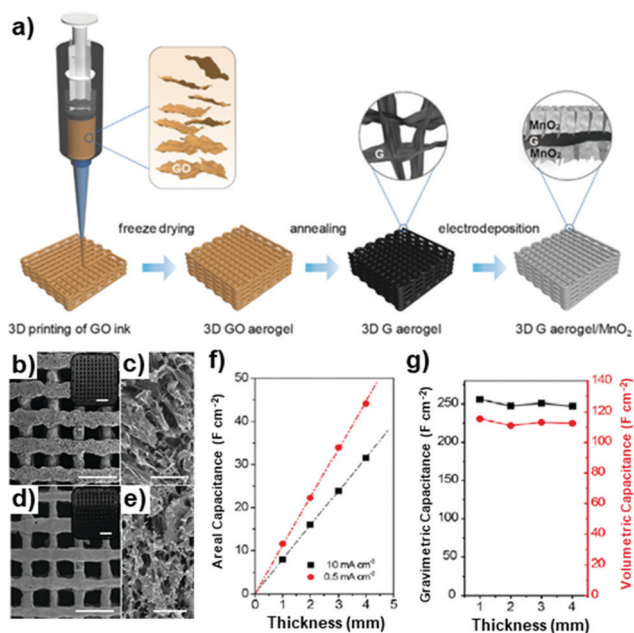 a)
GO
MnO₂
G
MnO₂
G
freeze drying
annealing
electrodeposition
3D printing of GO ink
3D GO aerogel
3D G aerogel
3D G aerogel/MnO₂
b)
c)
d)
e)
f)
50
40
30
20
10
0
0 1 2 3 4 5
Areal Capacitance (F cm⁻²)
10 mA cm⁻²
0.5 mA cm⁻²
Thickness (mm)
g)
250
200
150
100
50
0
1 2 3 4
140
120
100
80
60
40
20
0
Gravimetric Capacitance (F cm⁻²)
Volumetric Capacitance (F cm⁻²)
Thickness (mm)